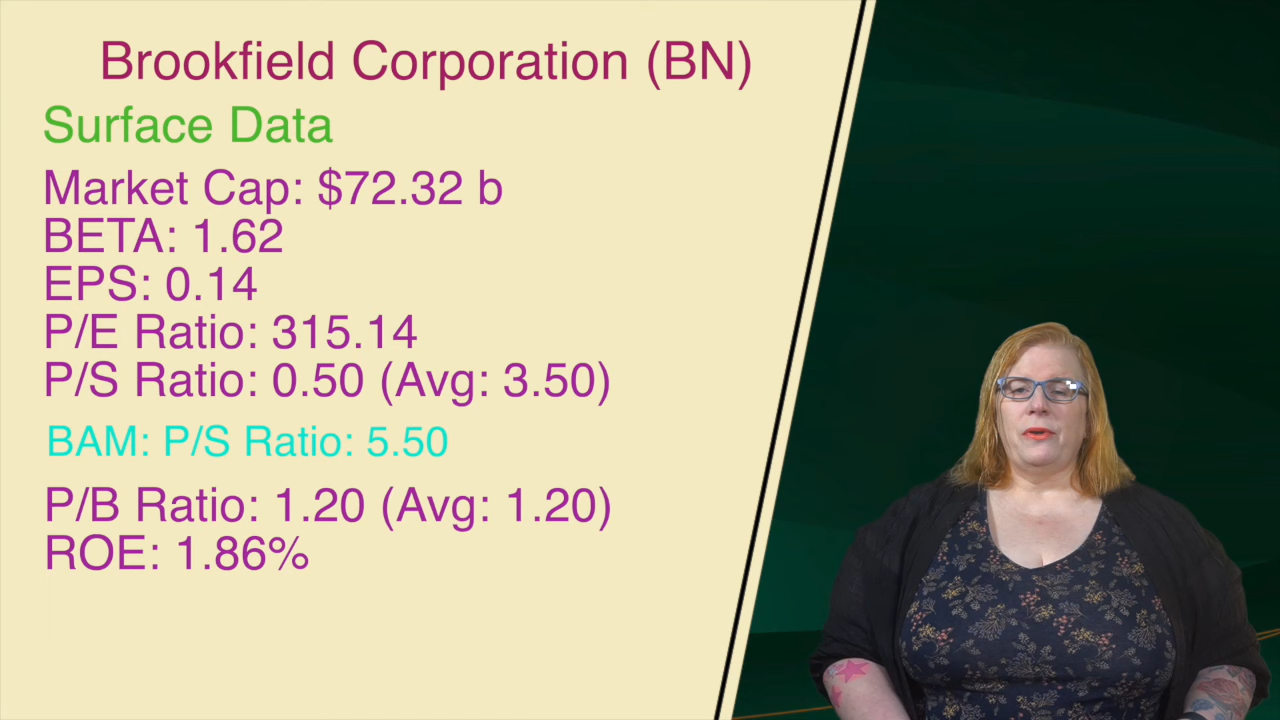 Brookfield Corporation (BN)
Surface Data
Market Cap: $72.32 b
BETA: 1.62
EPS: 0.14
P/E Ratio: 315.14
P/S Ratio: 0.50 (Avg: 3.50)
BAM: P/S Ratio: 5.50
P/B Ratio: 1.20 (Avg: 1.20)
ROE: 1.86%